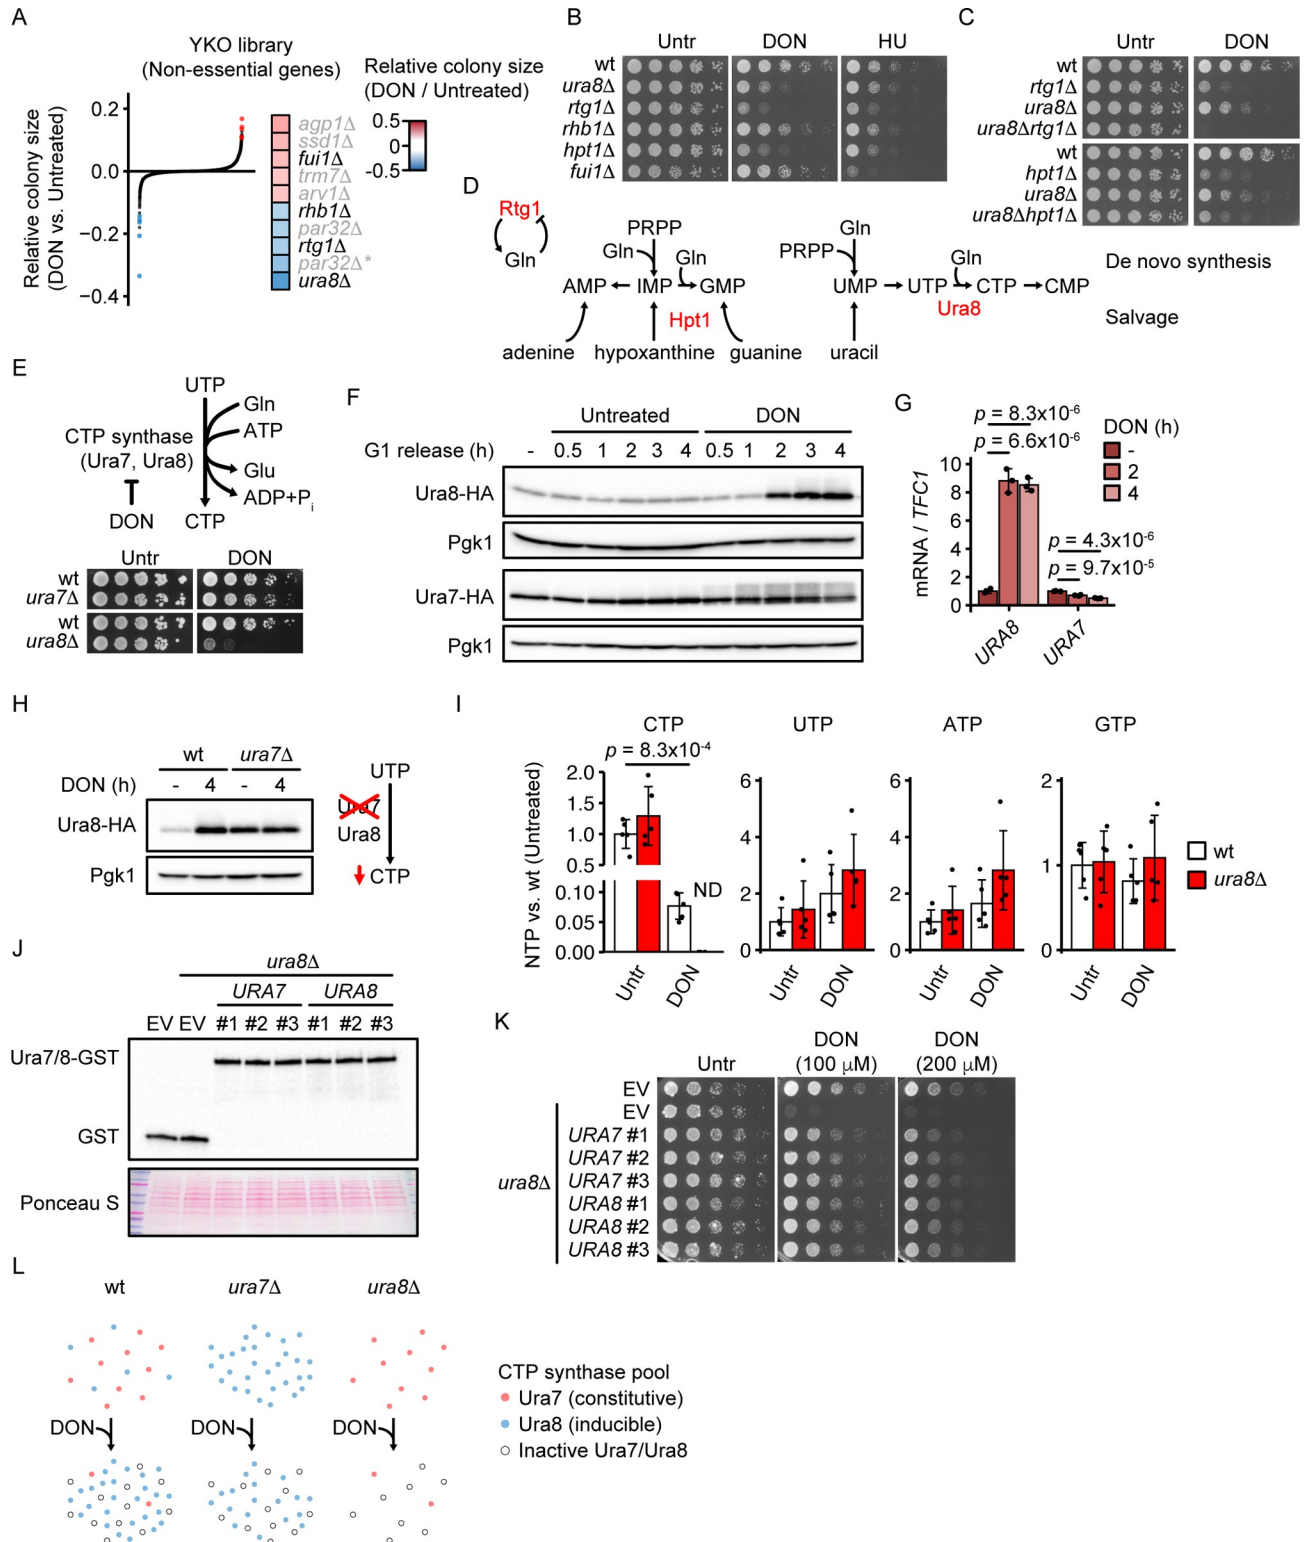 A
YKO library
(Non-essential genes)
Relative colony size
(DON vs. Untreated)
0.2
0.0
−0.2
−0.4
agp1Δ
ssd1Δ
fui1Δ
trm7Δ
arv1Δ
rhb1Δ
par32Δ
rtg1Δ
par32Δ*
ura8Δ
Relative colony size
(DON / Untreated)
0.5
-0.5
B
Untr DON HU
wt
ura8Δ
rtg1Δ
rhb1Δ
hpt1Δ
fui1Δ
C
Untr DON
wt
rtg1Δ
ura8Δ
ura8Δrtg1Δ
wt
hpt1Δ
ura8Δ
ura8Δhpt1Δ
D
Rtg1
Gln
PRPP
Gln
Gln
AMP IMP GMP
Hpt1
adenine hypoxanthine guanine
Gln
PRPP
Gln
UMP UTP CTP CMP
Ura8
uracil
De novo synthesis
Salvage
E
UTP
Gln
ATP
CTP synthase
(Ura7, Ura8)
Glu
ADP+Pi
DON CTP
Untr DON
wt
ura7Δ
wt
ura8Δ
F
Untreated DON
G1 release (h) - 0.5 1 2 3 4 0.5 1 2 3 4
Ura8-HA
Pgk1
Ura7-HA
Pgk1
G
p = 8.3x10-6
p = 6.6x10-6
p = 4.3x10-6
p = 9.7x10-5
DON (h)
-
2
4
mRNA / TFC1
10
8
6
4
2
0
URA8 URA7
H
wt ura7Δ
DON (h) - 4 - 4
Ura8-HA
Pgk1
UTP
Ura7
Ura8
CTP
I
CTP UTP ATP GTP
p = 8.3x10-4
NTP vs. wt (Untreated)
2.0
1.5
1.0
0.5
0.10
0.05
0.00
ND
Untr DON
6
4
2
0
Untr DON
6
4
2
0
Untr DON
2
1
0
Untr DON
wt
ura8Δ
J
ura8Δ
URA7 URA8
EV EV #1 #2 #3 #1 #2 #3
Ura7/8-GST
GST
Ponceau S
K
Untr
DON
(100 µM)
DON
(200 µM)
EV
EV
URA7 #1
URA7 #2
URA7 #3
URA8 #1
URA8 #2
URA8 #3
ura8Δ
L
wt ura7Δ ura8Δ
DON DON DON
CTP synthase pool
Ura7 (constitutive)
Ura8 (inducible)
Inactive Ura7/Ura8